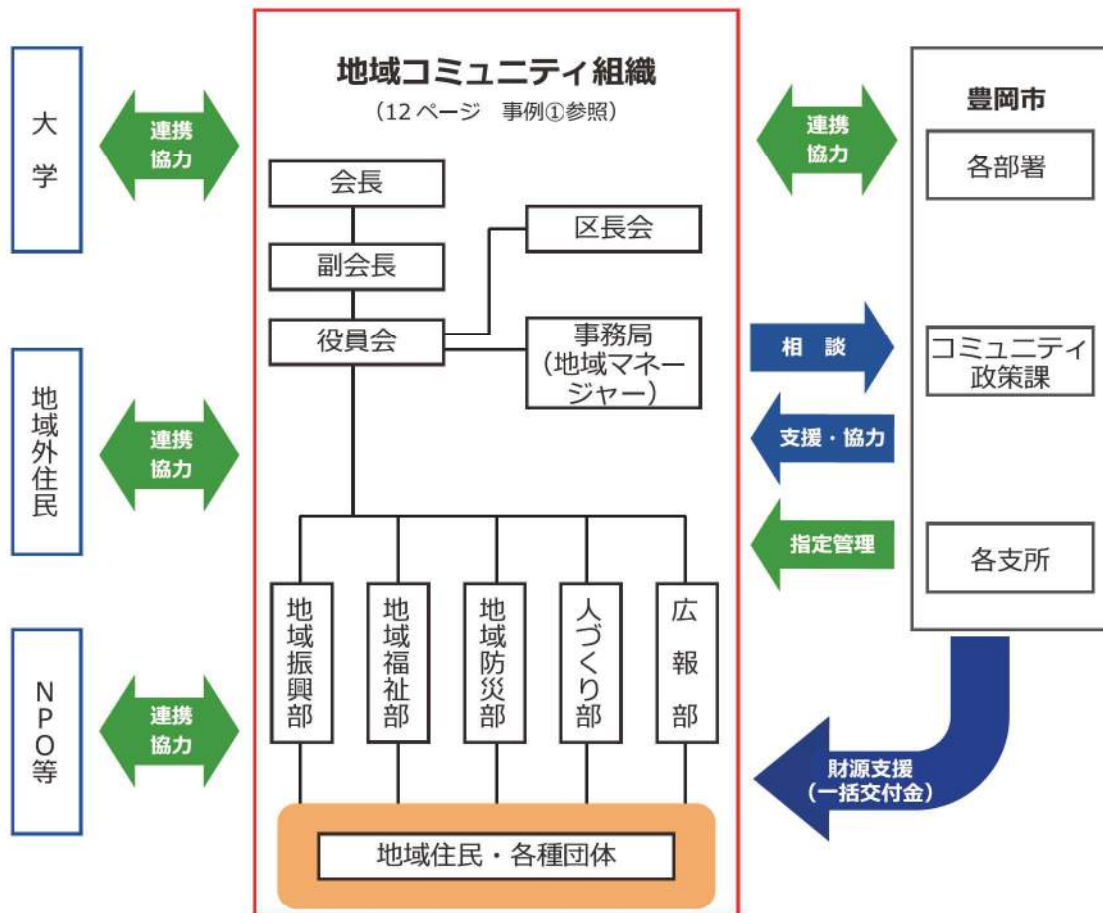 大学
連携
協力
地域外住民
連携
協力
NPO等
連携
協力
地域コミュニティ組織
（12 ページ　事例①参照）
会長
副会長
役員会
区長会
事務局
（地域マネー
ジャー）
地域振興部
地域福祉部
地域防災部
人づくり部
広報部
地域住民・各種団体
連携
協力
相　談
支援・協力
指定管理
財源支援
（一括交付金）
豊岡市
各部署
コミュニティ
政策課
各支所